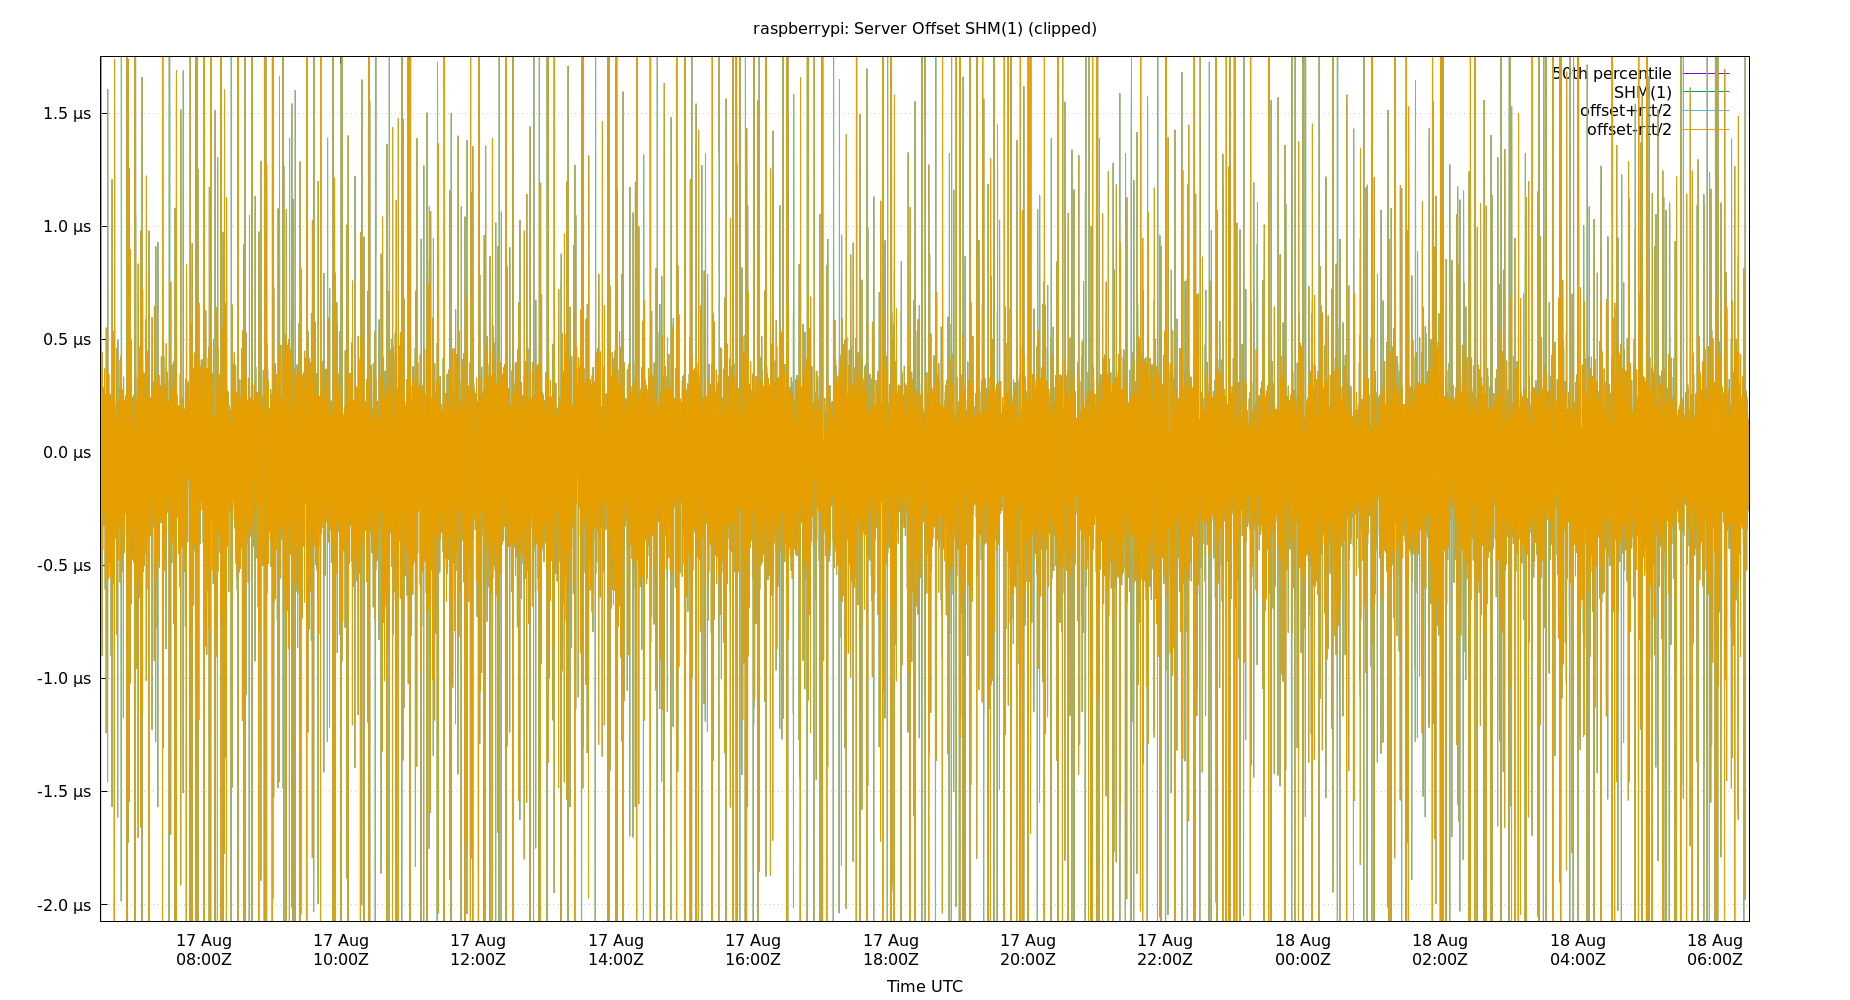 raspberrypi: Server Offset SHM(1) (clipped)
50th percentile
SHM(1)
offset+rtt/2
offset-rtt/2
1.5 µs
1.0 µs
0.5 µs
0.0 µs
-0.5 µs
-1.0 µs
-1.5 µs
-2.0 µs
17 Aug 17 Aug 17 Aug 17 Aug 17 Aug 17 Aug 17 Aug 17 Aug 18 Aug 18 Aug 18 Aug 18 Aug
08:00Z 10:00Z 12:00Z 14:00Z 16:00Z 18:00Z 20:00Z 22:00Z 00:00Z 02:00Z 04:00Z 06:00Z
Time UTC